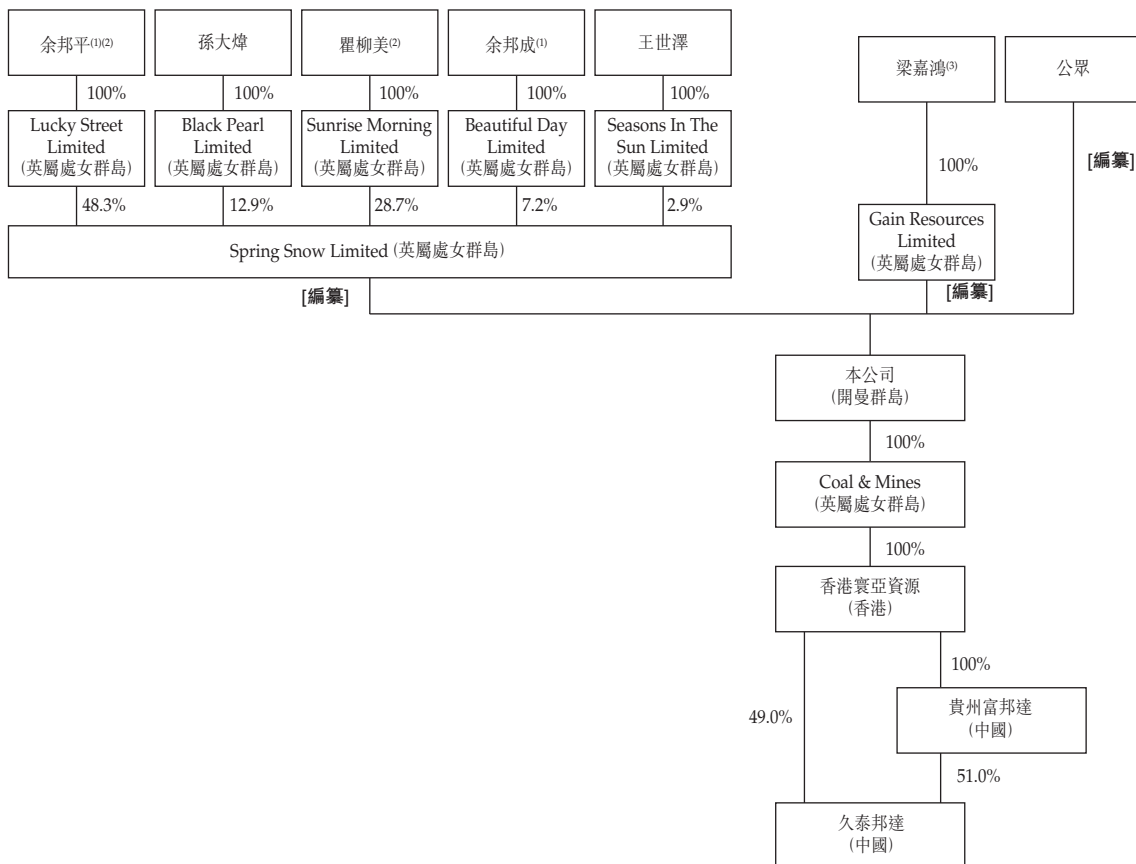 余邦平(1)(2)
孫大煒
瞿柳美(2)
余邦成(1)
王世澤
梁嘉鴻(3)
公眾
100%
100%
100%
100%
100%
Lucky Street
Limited
(英屬處女群島)
Black Pearl
Limited
(英屬處女群島)
Sunrise Morning
Limited
(英屬處女群島)
Beautiful Day
Limited
(英屬處女群島)
Seasons In The
Sun Limited
(英屬處女群島)
100%
[編纂]
48.3%
12.9%
28.7%
7.2%
2.9%
Gain Resources
Limited
(英屬處女群島)
Spring Snow Limited (英屬處女群島)
[編纂]
[編纂]
本公司
(開曼群島)
100%
Coal & Mines
(英屬處女群島)
100%
香港寰亞資源
(香港)
100%
49.0%
貴州富邦達
(中國)
51.0%
久泰邦達
(中國)